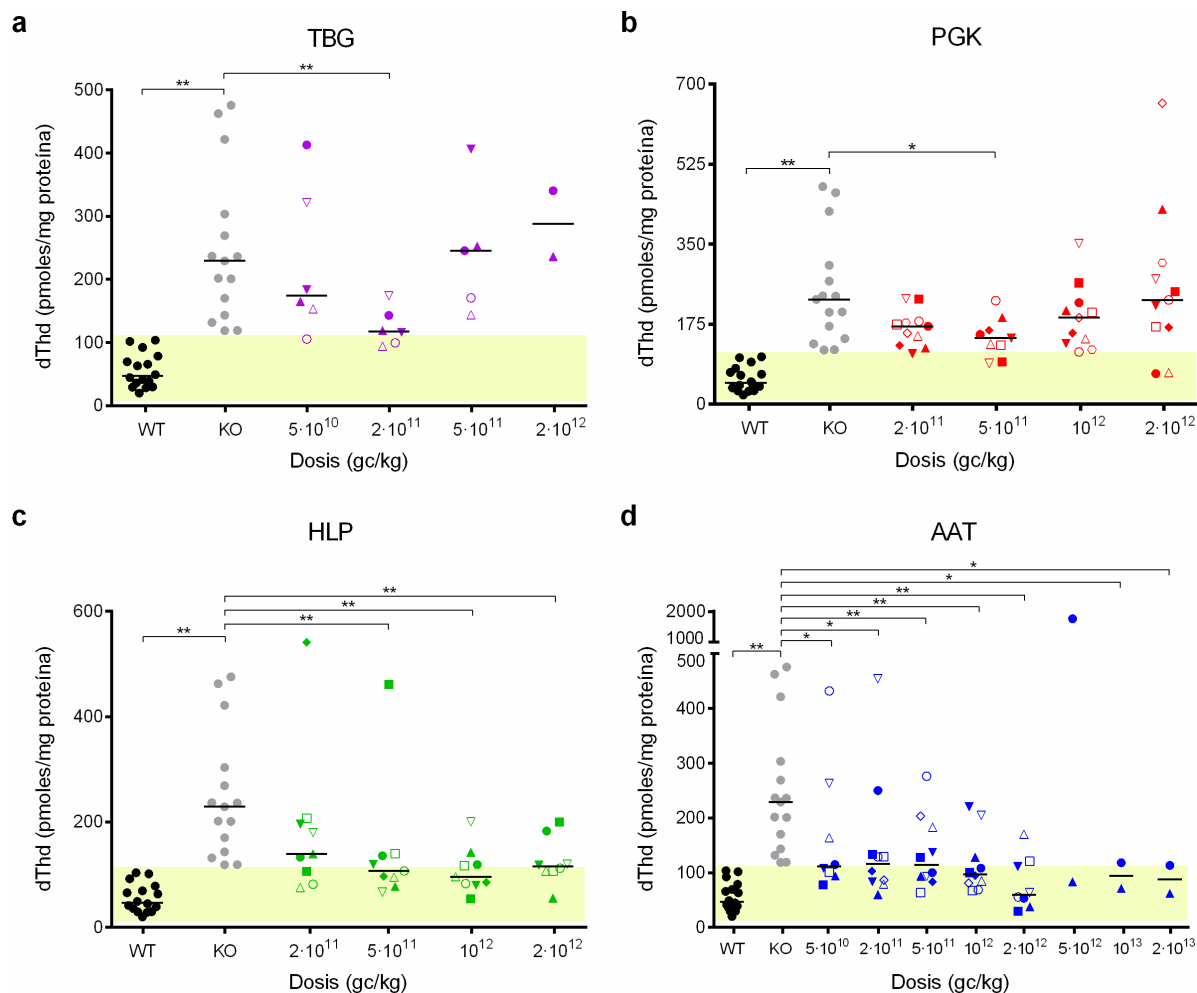 a
TBG
dThd (pmoles/mg proteína)
500
400
300
200
100
0
**
**
WT
KO
5·10¹⁰
2·10¹¹
5·10¹¹
2·10¹²
Dosis (gc/kg)
b
PGK
dThd (pmoles/mg proteína)
700
525
350
175
0
**
*
WT
KO
2·10¹¹
5·10¹¹
10¹²
2·10¹²
Dosis (gc/kg)
c
HLP
dThd (pmoles/mg proteína)
600
400
200
0
**
**
**
**
WT
KO
2·10¹¹
5·10¹¹
10¹²
2·10¹²
Dosis (gc/kg)
d
AAT
dThd (pmoles/mg proteína)
2000
1000
500
400
300
200
100
0
*
*
**
**
**
*
*
**
WT
KO
5·10¹⁰
2·10¹¹
5·10¹¹
10¹²
2·10¹²
5·10¹²
10¹³
2·10¹³
Dosis (gc/kg)